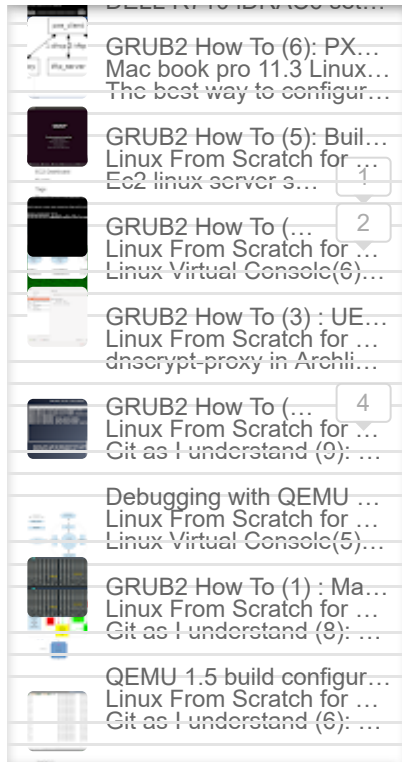 DELL R710 iDRAC6 set…
GRUB2 How To (6): PX…
Mac book pro 11.3 Linux…
The best way to configur…
GRUB2 How To (5): Buil…
Linux From Scratch for …
Ec2 linux server s…
1
GRUB2 How To (…
2
Linux From Scratch for …
Linux Virtual Console(6)…
GRUB2 How To (3) : UE…
Linux From Scratch for …
dnscrypt-proxy in Archli…
GRUB2 How To (…
4
Linux From Scratch for …
Git as I understand (9): …
Debugging with QEMU …
Linux From Scratch for …
Linux Virtual Console(5)…
GRUB2 How To (1) : Ma…
Linux From Scratch for …
Git as I understand (8): …
QEMU 1.5 build configur…
Linux From Scratch for …
Git as I understand (6): …